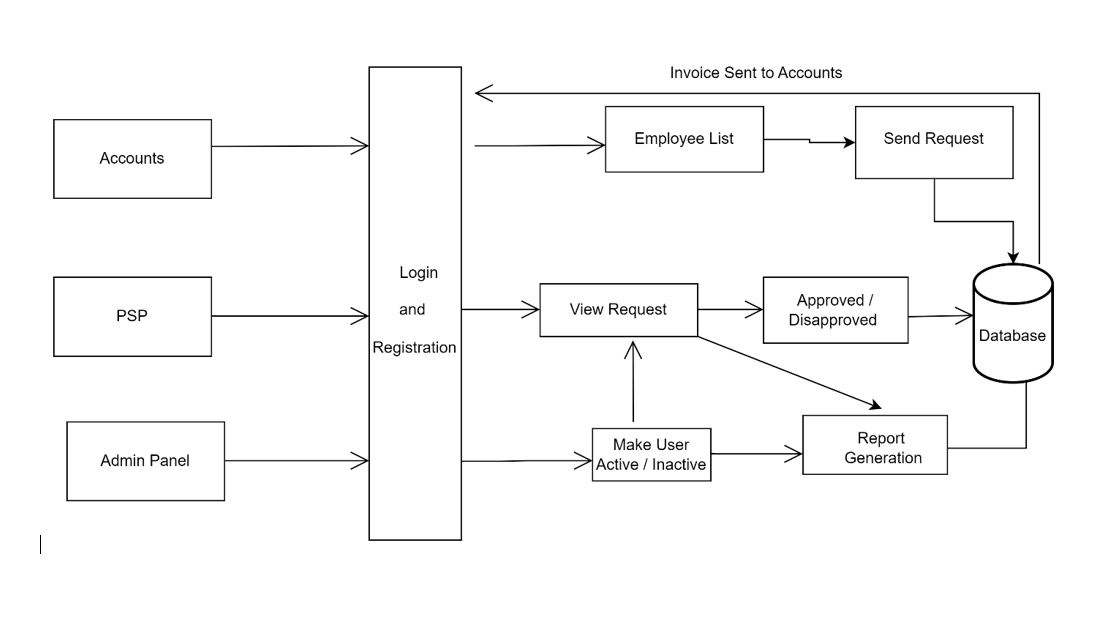 Invoice Sent to Accounts
Accounts
Employee List
Send Request
Login
and
Registration
PSP
View Request
Approved /
Disapproved
Database
Admin Panel
Make User
Active / Inactive
Report
Generation